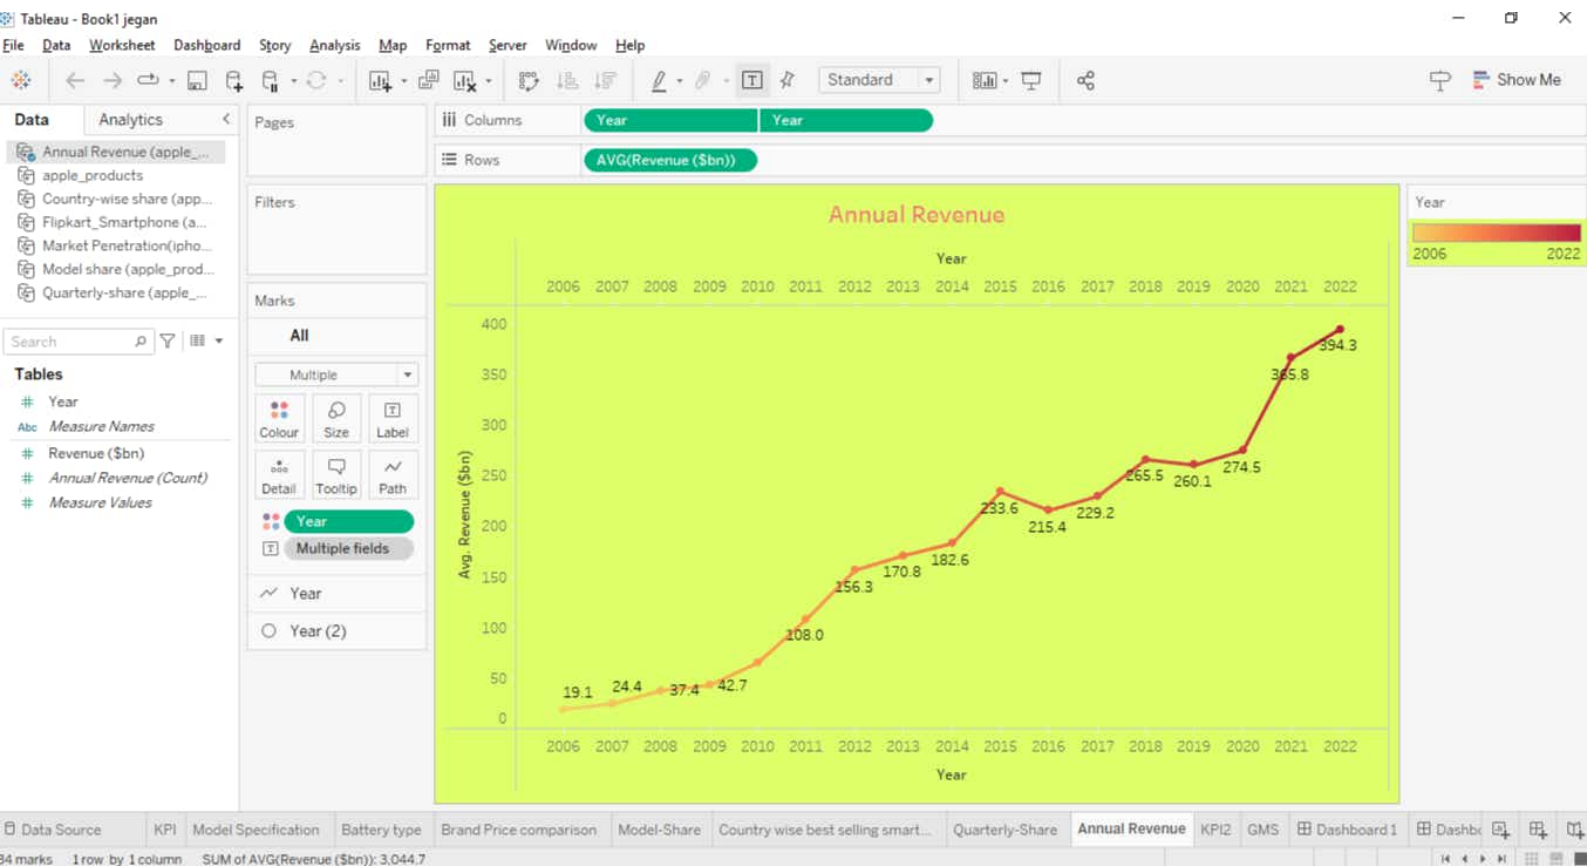 Tableau - Book1 jegan
File Data Worksheet Dashboard Story Analysis Map Format Server Window Help
Standard
Show Me
Data Analytics
Annual Revenue (apple_...
apple_products
Country-wise share (app...
Flipkart_Smartphone (a...
Market Penetration(ipho...
Model share (apple_prod...
Quarterly-share (apple_...
Search
Tables
# Year
Abc Measure Names
# Revenue ($bn)
# Annual Revenue (Count)
# Measure Values
Pages
Filters
Marks
All
Multiple
Colour Size Label
Detail Tooltip Path
Year
T Multiple fields
Year
Year (2)
Columns Year Year
Rows AVG(Revenue ($bn))
Annual Revenue
Year
2006 2007 2008 2009 2010 2011 2012 2013 2014 2015 2016 2017 2018 2019 2020 2021 2022
Avg. Revenue ($bn)
400
350
300
250
200
150
100
50
0
19.1 24.4 37.4 42.7 108.0 156.3 170.8 182.6 233.6 215.4 229.2 265.5 260.1 274.5 365.8 394.3
2006 2007 2008 2009 2010 2011 2012 2013 2014 2015 2016 2017 2018 2019 2020 2021 2022
Year
Year
2006 2022
Data Source KPI Model Specification Battery type Brand Price comparison Model-Share Country wise best selling smart... Quarterly-Share Annual Revenue KPI2 GMS Dashboard 1 Dashb
34 marks 1 row by 1 column SUM of AVG(Revenue ($bn)): 3,044.7